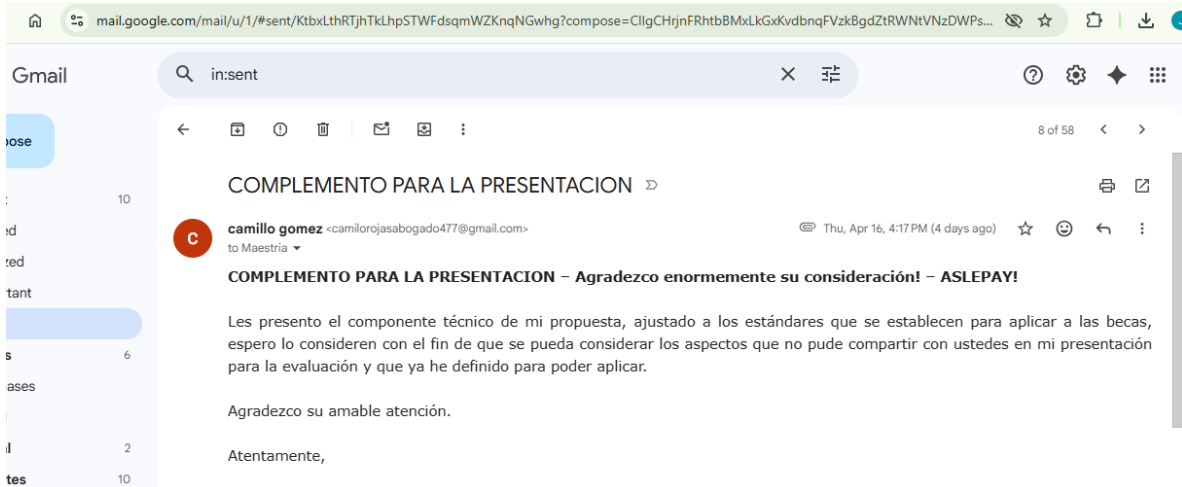 mail.google.com/mail/u/1/#sent/KtbxLthRTjhTkLhpSTWFdsqmWZKnqNGwhg?compose=CllgCHrjnFRhtbBMxLkGxKvdbnqFVzkBgdZtRWNtVNzDWPs...
Gmail
in:sent
ose
8 of 58
COMPLEMENTO PARA LA PRESENTACION
10
C
camillo gomez <camilorojasabogado477@gmail.com>
Thu, Apr 16, 4:17 PM (4 days ago)
ed
to Maestria
zed
COMPLEMENTO PARA LA PRESENTACION – Agradezco enormemente su consideración! – ASLEPAY!
tant
Les presento el componente técnico de mi propuesta, ajustado a los estándares que se establecen para aplicar a las becas,
s
6
espero lo consideren con el fin de que se pueda considerar los aspectos que no pude compartir con ustedes en mi presentación
para la evaluación y que ya he definido para poder aplicar.
ases
Agradezco su amable atención.
l
2
Atentamente,
tes
10